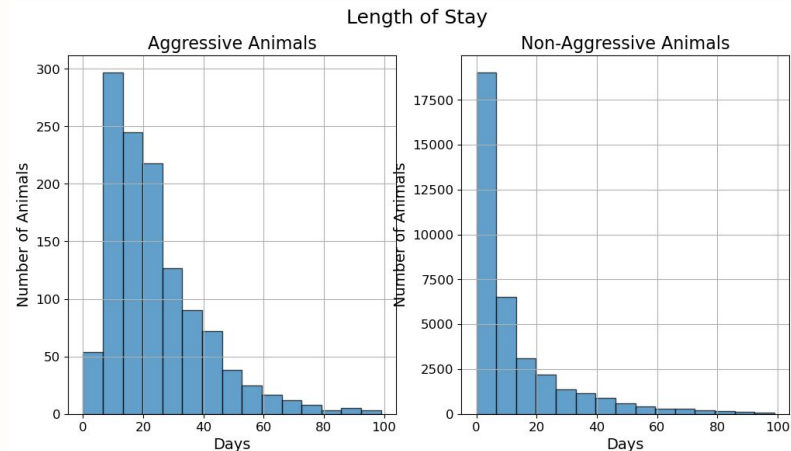 Length of Stay
Aggressive Animals
Number of Animals
300
250
200
150
100
50
0
0 20 40 60 80 100
Days
Non-Aggressive Animals
Number of Animals
17500
15000
12500
10000
7500
5000
2500
0
0 20 40 60 80 100
Days